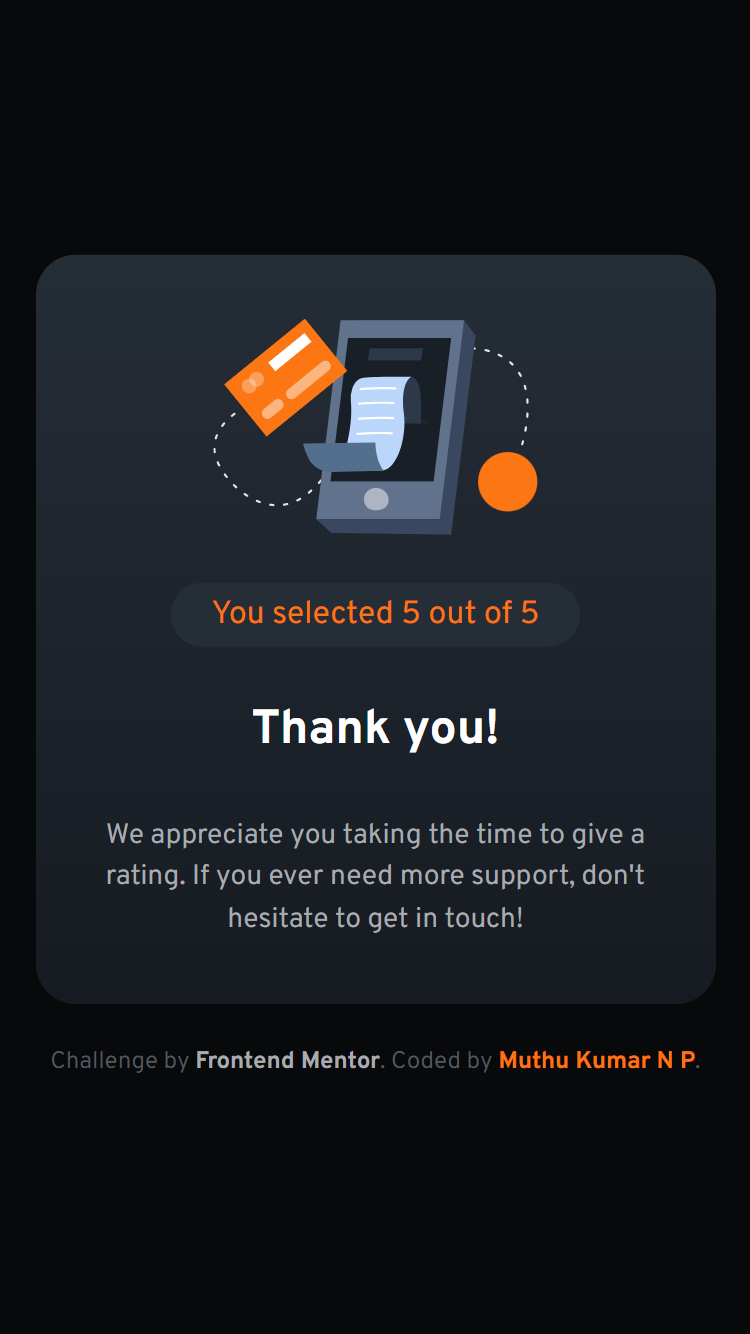 You selected 5 out of 5
Thank you!
We appreciate you taking the time to give a
rating. If you ever need more support, don't
hesitate to get in touch!
Challenge by Frontend Mentor. Coded by Muthu Kumar N P.